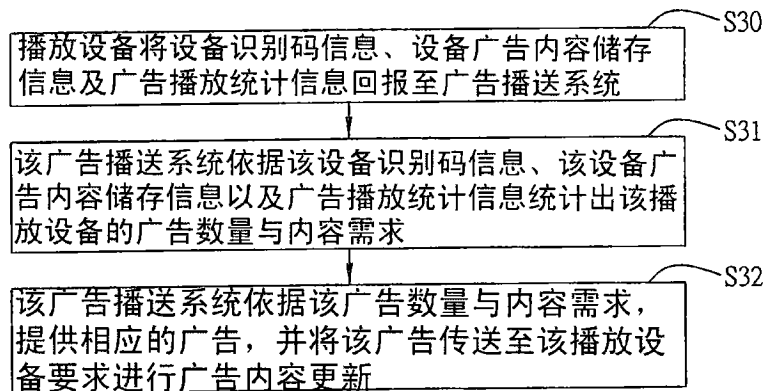 S30
播放设备将设备识别码信息、设备广告内容储存
信息及广告播放统计信息回报至广告播送系统
S31
该广告播送系统依据该设备识别码信息、该设备广
告内容储存信息以及广告播放统计信息统计出该播
放设备的广告数量与内容需求
S32
该广告播送系统依据该广告数量与内容需求，
提供相应的广告，并将该广告传送至该播放设
备要求进行广告内容更新